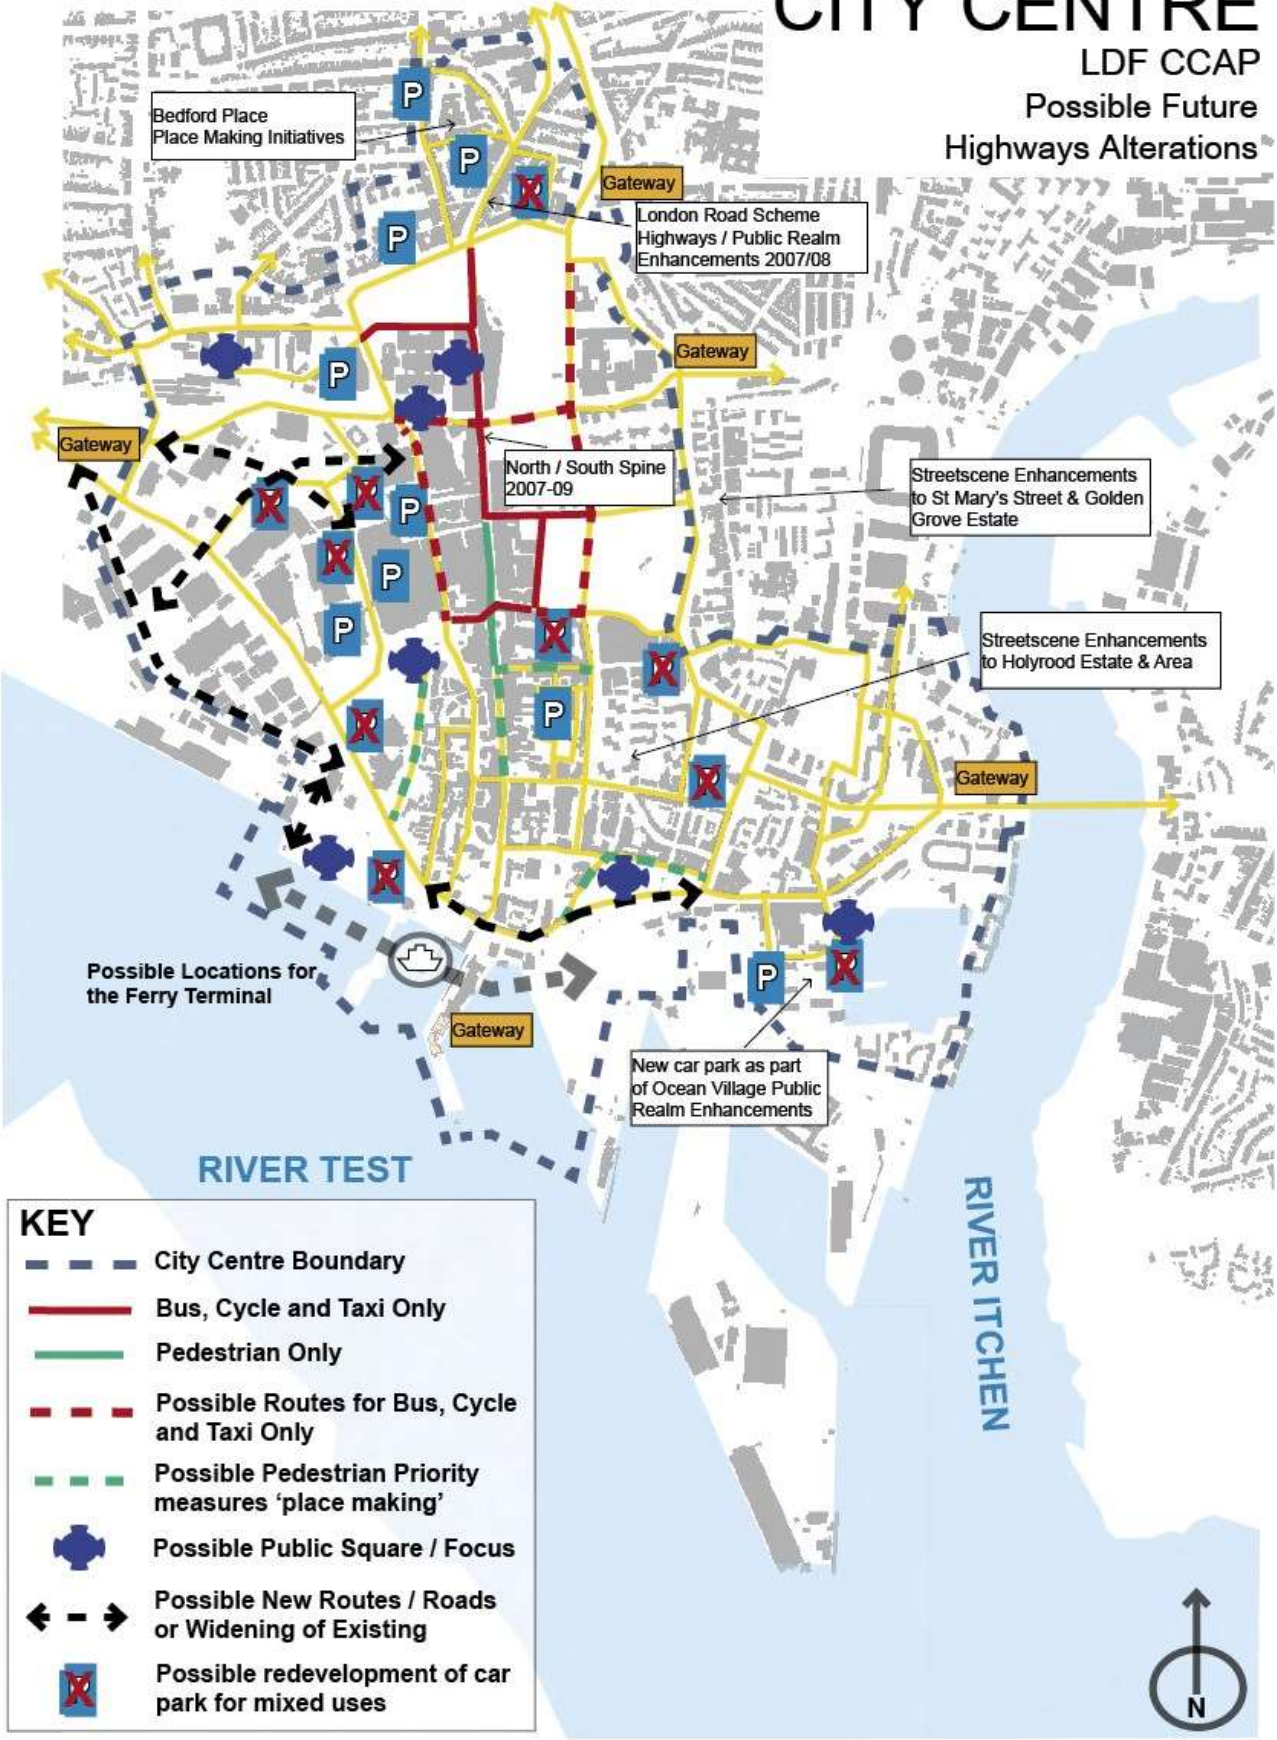 CITY CENTRE
LDF CCAP
Possible Future
Highways Alterations
P
Bedford Place
Place Making Initiatives
P
P
Gateway
London Road Scheme
Highways / Public Realm
Enhancements 2007/08
P
Gateway
P
Gateway
North / South Spine
2007-09
Streetscene Enhancements
to St Mary's Street & Golden
Grove Estate
P
P
P
Streetscene Enhancements
to Holyrood Estate & Area
P
Gateway
Possible Locations for
the Ferry Terminal
P
Gateway
New car park as part
of Ocean Village Public
Realm Enhancements
RIVER TEST
RIVER ITCHEN
KEY
City Centre Boundary
Bus, Cycle and Taxi Only
Pedestrian Only
Possible Routes for Bus, Cycle
and Taxi Only
Possible Pedestrian Priority
measures 'place making'
Possible Public Square / Focus
Possible New Routes / Roads
or Widening of Existing
Possible redevelopment of car
park for mixed uses
N